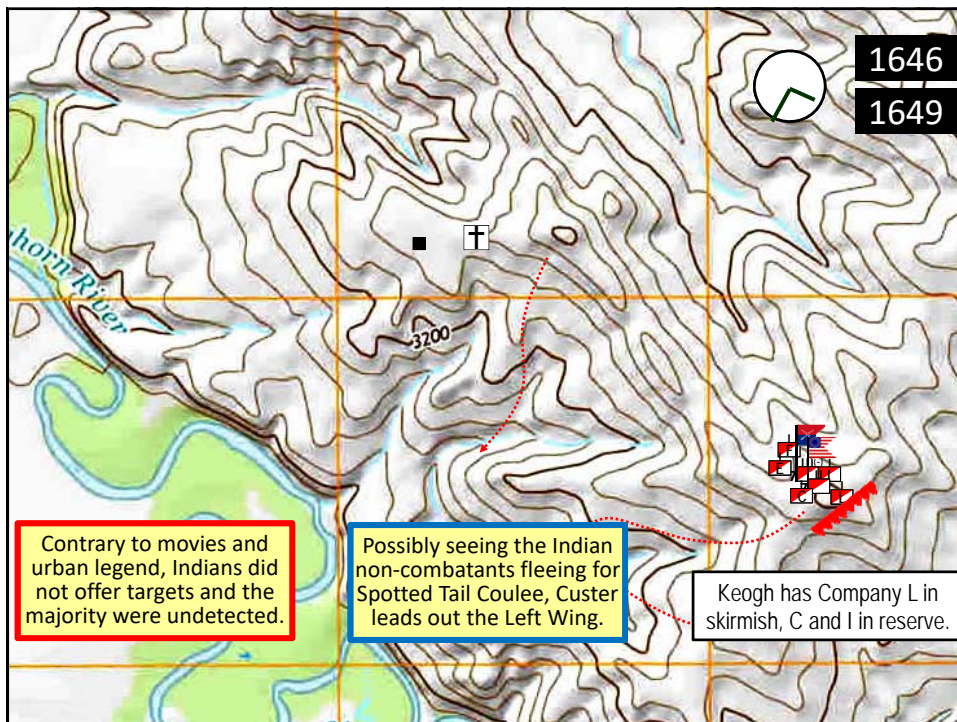 1646
1649
horn River
3200
Contrary to movies and
urban legend, Indians did
not offer targets and the
majority were undetected.
Possibly seeing the Indian
non-combatants fleeing for
Spotted Tail Coulee, Custer
leads out the Left Wing.
Keogh has Company L in
skirmish, C and I in reserve.